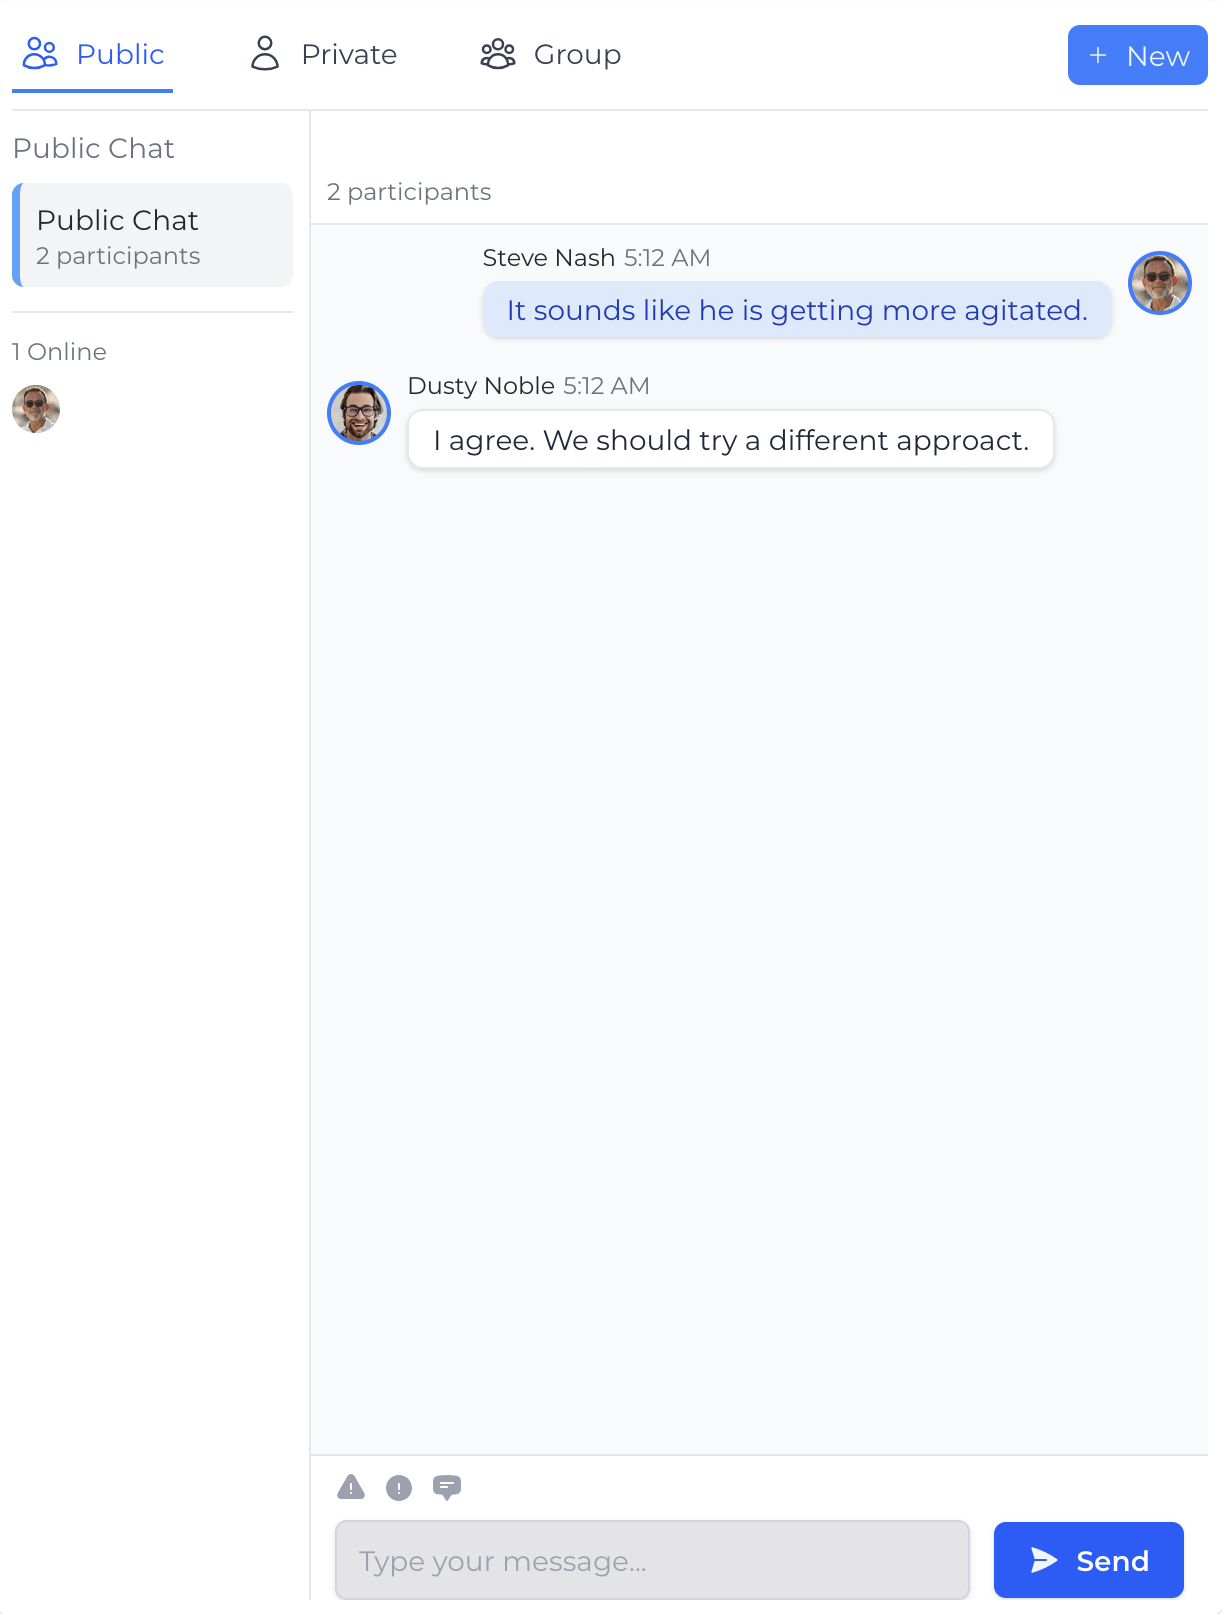 Public
Private
Group
+ New
Public Chat
Public Chat
2 participants
1 Online
2 participants
Steve Nash 5:12 AM
It sounds like he is getting more agitated.
Dusty Noble 5:12 AM
I agree. We should try a different approact.
Type your message...
Send